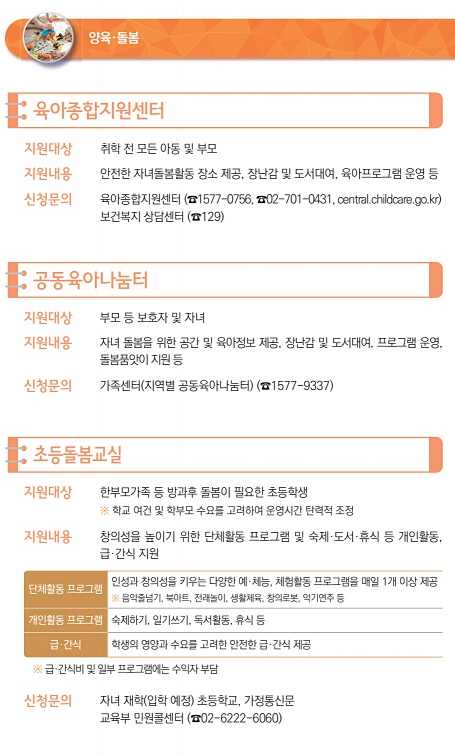 양육·돌봄
육아종합지원센터
지원대상 취학 전 모든 아동 및 부모
지원내용 안전한 자녀돌봄활동 장소 제공, 장난감 및 도서대여, 육아프로그램 운영 등
신청문의 육아종합지원센터 (☎1577-0756, ☎02-701-0431, central.childcare.go.kr)
보건복지 상담센터 (☎129)
공동육아나눔터
지원대상 부모 등 보호자 및 자녀
지원내용 자녀 돌봄을 위한 공간 및 육아정보 제공, 장난감 및 도서대여, 프로그램 운영,
돌봄품앗이 지원 등
신청문의 가족센터(지역별 공동육아나눔터) (☎1577-9337)
초등돌봄교실
지원대상 한부모가족 등 방과후 돌봄이 필요한 초등학생
※ 학교 여건 및 학부모 수요를 고려하여 운영시간 탄력적 조정
지원내용 창의성을 높이기 위한 단체활동 프로그램 및 숙제·도서·휴식 등 개인활동,
급·간식 지원
단체활동 프로그램 인성과 창의성을 키우는 다양한 예·체능, 체험활동 프로그램을 매일 1개 이상 제공
※ 음악줄넘기, 북아트, 전래놀이, 생활체육, 창의로봇, 악기연주 등
개인활동 프로그램 숙제하기, 일기쓰기, 독서활동, 휴식 등
급·간식 학생의 영양과 수요를 고려한 안전한 급·간식 제공
※ 급·간식비 및 일부 프로그램에는 수익자 부담
신청문의 자녀 재학(입학 예정) 초등학교, 가정통신문
교육부 민원콜센터 (☎02-6222-6060)